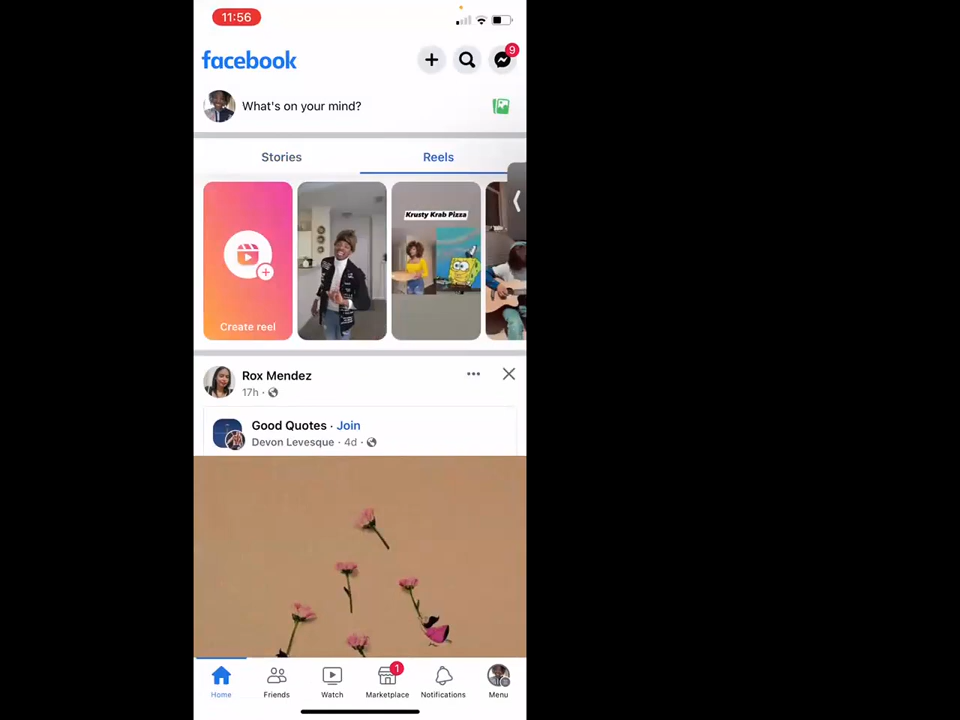 11:56
facebook
9
What's on your mind?
Stories
Reels
Krusty Krab Pizza
Create reel
Rox Mendez
17h ·
Good Quotes · Join
Devon Levesque · 4d ·
1
Home
Friends
Watch
Marketplace
Notifications
Menu